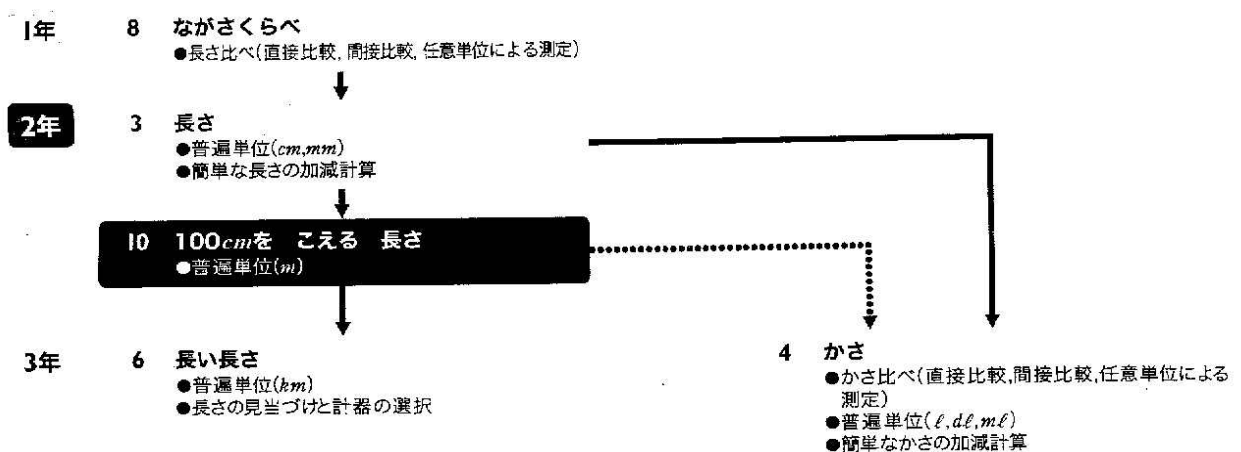 1年 8 ながさくらべ
●長さ比べ(直接比較, 間接比較, 任意単位による測定)
2年 3 長さ
●普遍単位(cm,mm)
●簡単な長さの加減計算
10 100cmを こえる 長さ
●普遍単位(m)
3年 6 長い長さ
●普遍単位(km)
●長さの見当づけと計器の選択
4 かさ
●かさ比べ(直接比較,間接比較,任意単位による
測定)
●普遍単位(ℓ,dℓ,mℓ)
●簡単なかさの加減計算